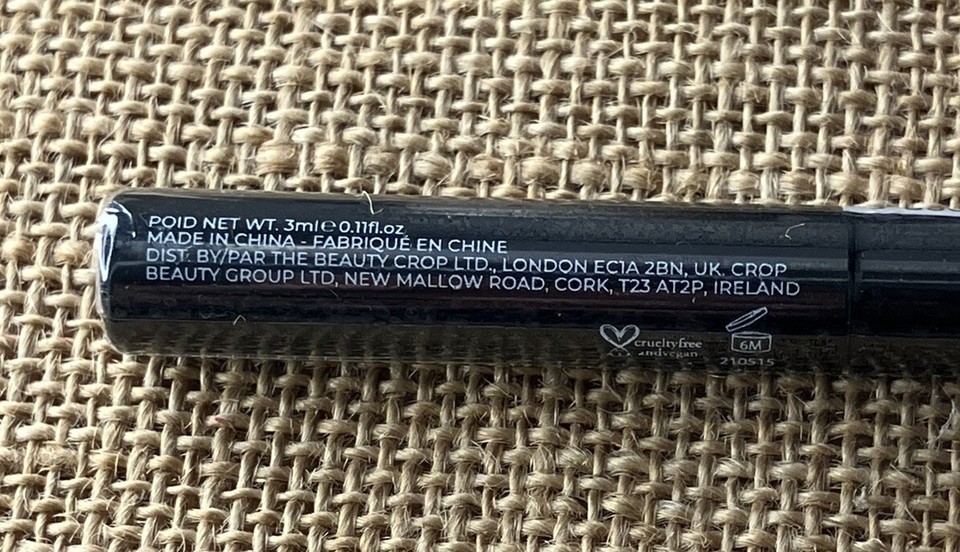 POID NET WT. 3ml℮0.11fl.oz
MADE IN CHINA - FABRIQUÉ EN CHINE
DIST. BY/PAR THE BEAUTY CROP LTD., LONDON EC1A 2BN, UK. CROP
BEAUTY GROUP LTD, NEW MALLOW ROAD, CORK, T23 AT2P, IRELAND
crueltyfree
andvegan
6M
210515